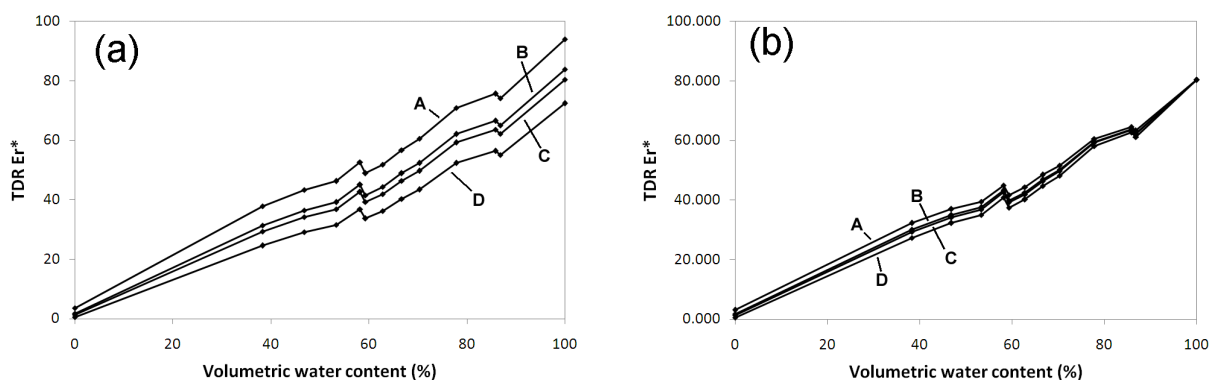 (a)
100
80
60
40
20
0
TDR Er*
A
B
C
D
0 20 40 60 80 100
Volumetric water content (%)
(b)
100.000
80.000
60.000
40.000
20.000
0.000
TDR Er*
A
B
C
D
0 20 40 60 80 100
Volumetric water content (%)